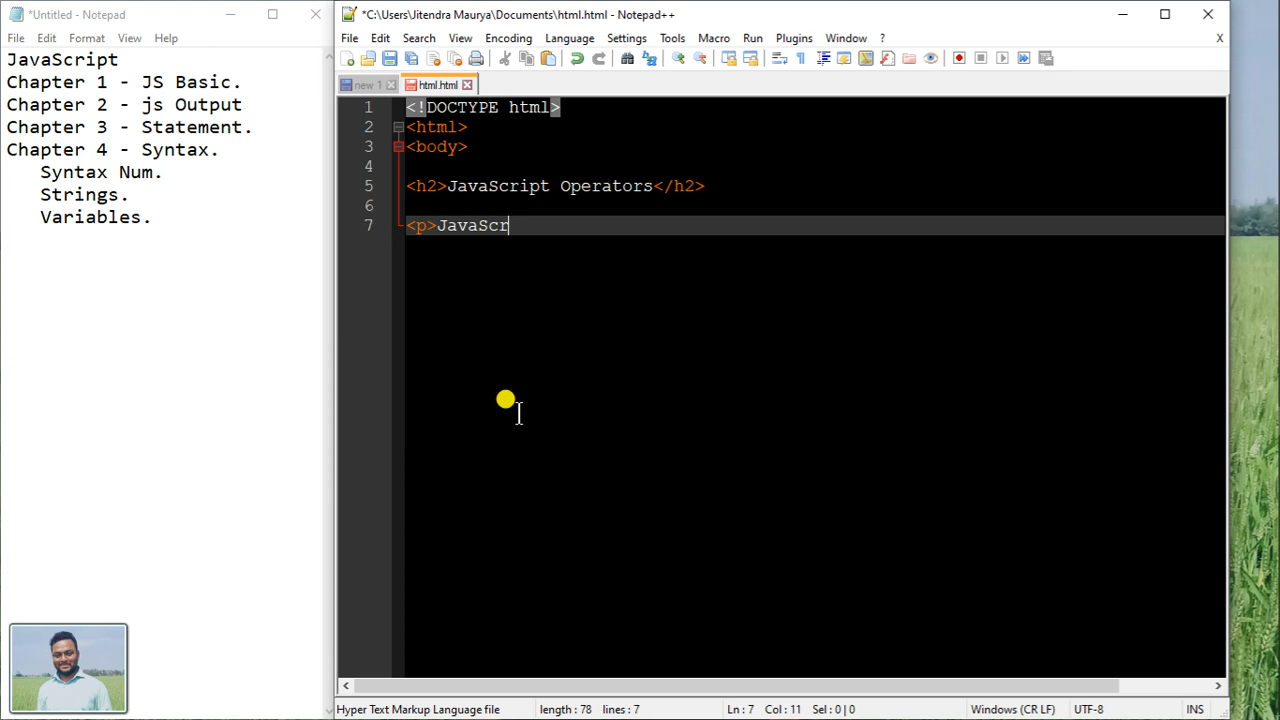 *Untitled - Notepad
File Edit Format View Help
JavaScript
Chapter 1 - JS Basic.
Chapter 2 - js Output
Chapter 3 - Statement.
Chapter 4 - Syntax.
Syntax Num.
Strings.
Variables.
*C:\Users\Jitendra Maurya\Documents\html.html - Notepad++
File Edit Search View Encoding Language Settings Tools Macro Run Plugins Window ? X
new 1 html.html
1 <!DOCTYPE html>
2 <html>
3 <body>
4
5 <h2>JavaScript Operators</h2>
6
7 <p>JavaScr
Hyper Text Markup Language file length : 78 lines : 7 Ln : 7 Col : 11 Sel : 0 | 0 Windows (CR LF) UTF-8 INS